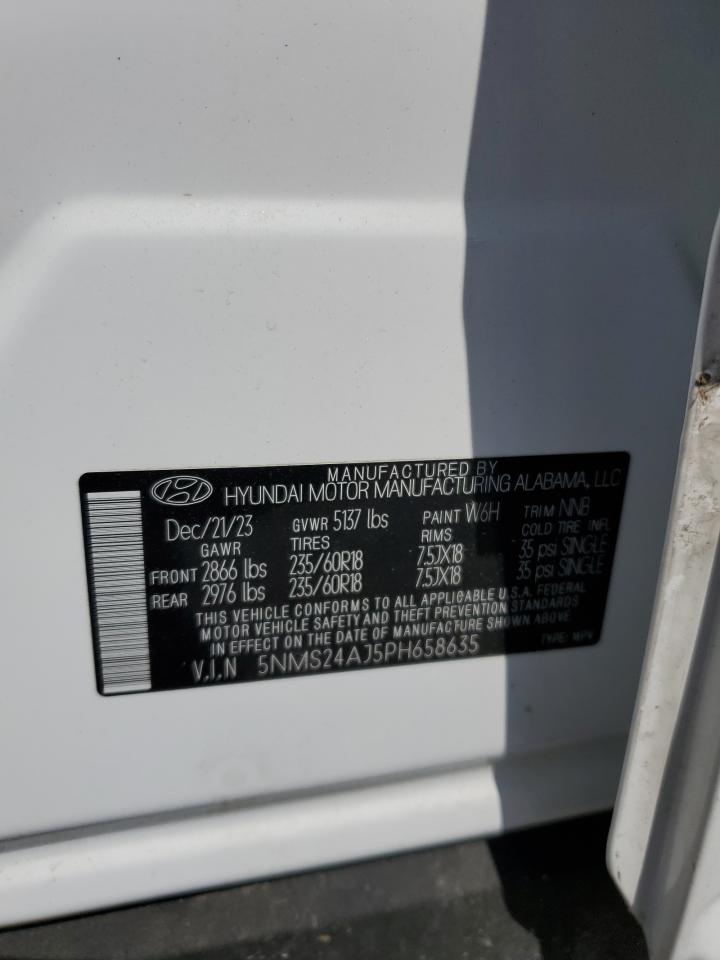 MANUFACTURED BY
HYUNDAI MOTOR MANUFACTURING ALABAMA, LLC
Dec/21/23 GVWR 5137 lbs PAINT W6H TRIM NNB
GAWR TIRES RIMS COLD TIRE INFL.
FRONT 2866 lbs 235/60R18 7.5JX18 35 psi SINGLE
REAR 2976 lbs 235/60R18 7.5JX18 35 psi SINGLE
THIS VEHICLE CONFORMS TO ALL APPLICABLE U.S.A. FEDERAL
MOTOR VEHICLE SAFETY AND THEFT PREVENTION STANDARDS
IN EFFECT ON THE DATE OF MANUFACTURE SHOWN ABOVE.
V.I.N 5NMS24AJ5PH658635 TYPE: MPV